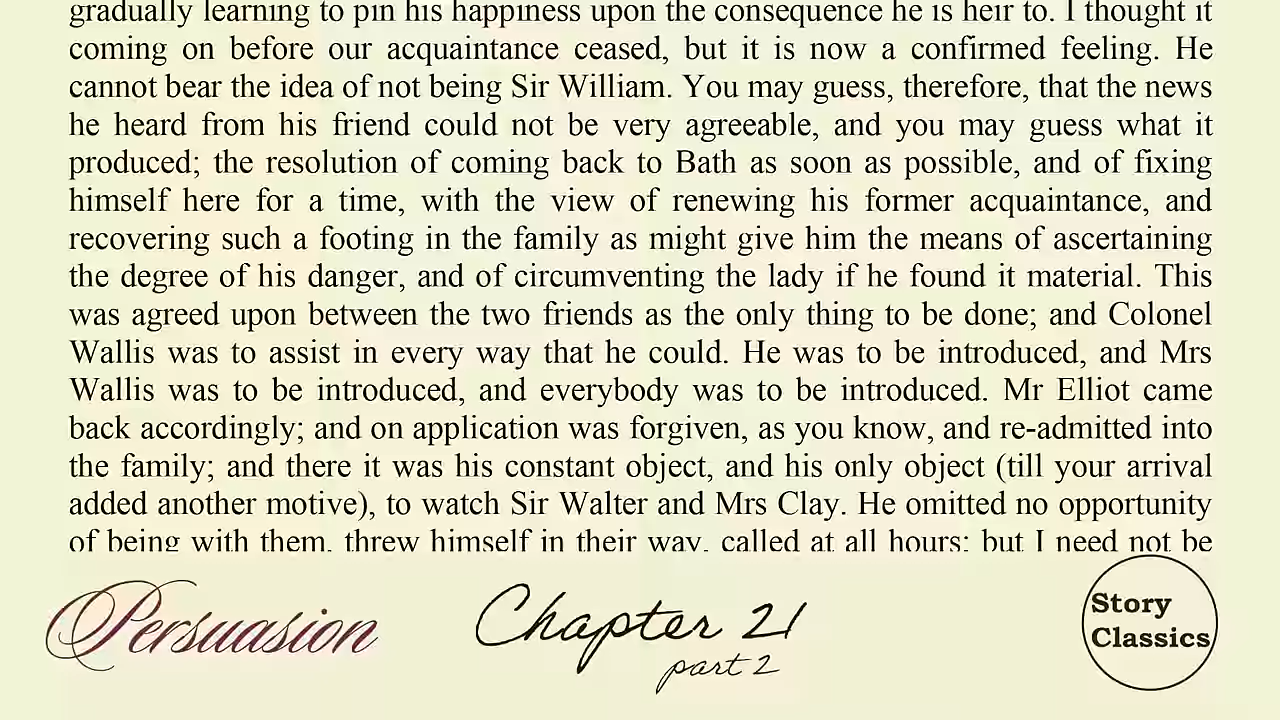 gradually learning to pin his happiness upon the consequence he is heir to. I thought it
coming on before our acquaintance ceased, but it is now a confirmed feeling. He
cannot bear the idea of not being Sir William. You may guess, therefore, that the news
he heard from his friend could not be very agreeable, and you may guess what it
produced; the resolution of coming back to Bath as soon as possible, and of fixing
himself here for a time, with the view of renewing his former acquaintance, and
recovering such a footing in the family as might give him the means of ascertaining
the degree of his danger, and of circumventing the lady if he found it material. This
was agreed upon between the two friends as the only thing to be done; and Colonel
Wallis was to assist in every way that he could. He was to be introduced, and Mrs
Wallis was to be introduced, and everybody was to be introduced. Mr Elliot came
back accordingly; and on application was forgiven, as you know, and re-admitted into
the family; and there it was his constant object, and his only object (till your arrival
added another motive), to watch Sir Walter and Mrs Clay. He omitted no opportunity
of being with them, threw himself in their way, called at all hours; but I need not be
Persuasion
Chapter 21
part 2
Story
Classics